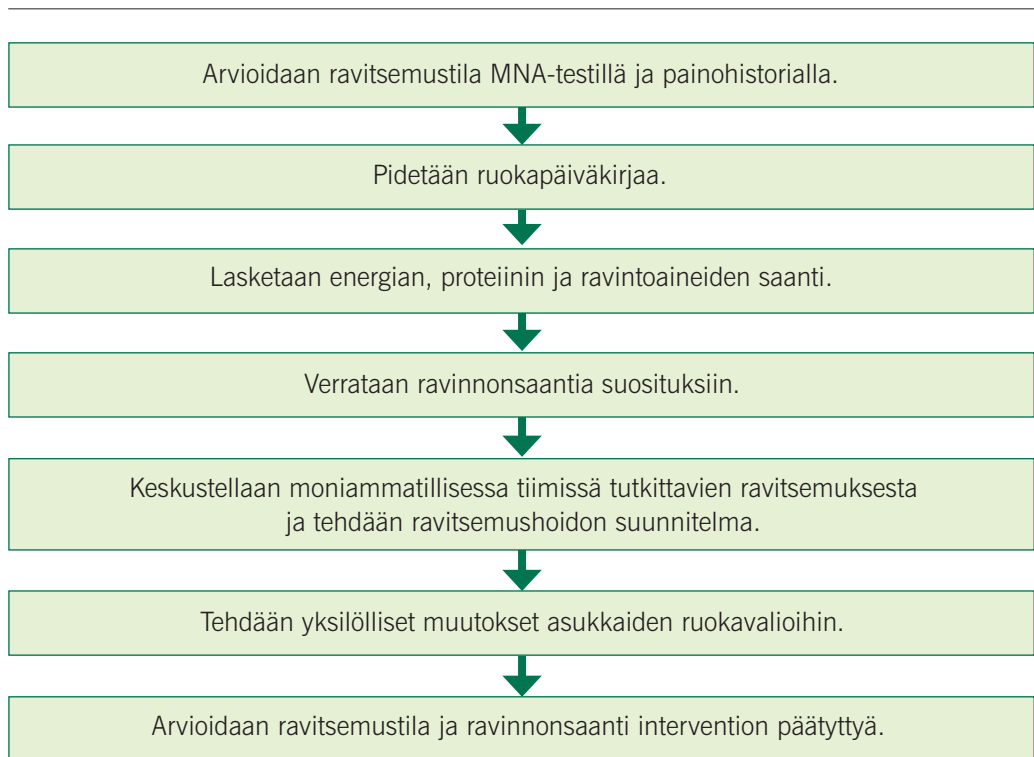 Arvioidaan ravitsemustila MNA-testillä ja painohistorialla.
Pidetään ruokapäiväkirjaa.
Lasketaan energian, proteiinin ja ravintoaineiden saanti.
Verrataan ravinnonsaantia suosituksiin.
Keskustellaan moniammatillisessa tiimissä tutkittavien ravitsemuksesta
ja tehdään ravitsemushoidon suunnitelma.
Tehdään yksilölliset muutokset asukkaiden ruokavalioihin.
Arvioidaan ravitsemustila ja ravinnonsaanti intervention päätyttyä.